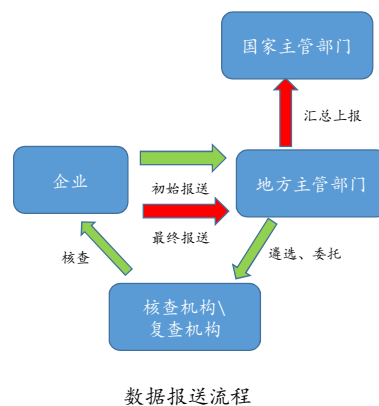 国家主管部门
汇总上报
企业
初始报送
地方主管部门
最终报送
核查
遴选、委托
核查机构\
复查机构
数据报送流程